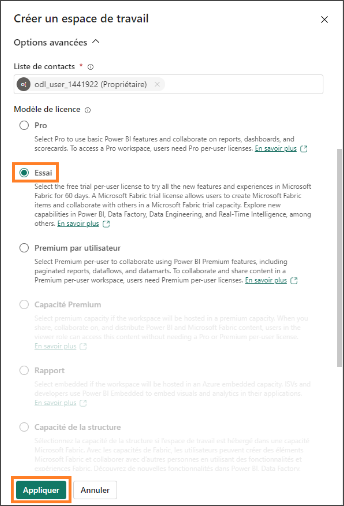 Créer un espace de travail
Options avancées
Liste de contacts *
odl_user_1441922 (Propriétaire)
Modèle de licence
Pro
Select Pro to use basic Power BI features and collaborate on reports, dashboards, and
scorecards. To access a Pro workspace, users need Pro per-user licenses. En savoir plus
Essai
Select the free trial per-user license to try all the new features and experiences in Microsoft
Fabric for 60 days. A Microsoft Fabric trial license allows users to create Microsoft Fabric
items and collaborate with others in a Microsoft Fabric trial capacity. Explore new
capabilities in Power BI, Data Factory, Data Engineering, and Real-Time Intelligence, among
others. En savoir plus
Premium par utilisateur
Select Premium per-user to collaborate using Power BI Premium features, including
paginated reports, dataflows, and datamarts. To collaborate and share content in a
Premium per-user workspace, users need Premium per-user licenses. En savoir plus
Capacité Premium
Select premium capacity if the workspace will be hosted in a premium capacity. When you
share, collaborate on, and distribute Power BI and Microsoft Fabric content, users in the
viewer role can access this content without needing a Pro or Premium per-user license.
En savoir plus
Rapport
Select embedded if the workspace will be hosted in an Azure embedded capacity. ISVs and
developers use Power BI Embedded to embed visuals and analytics in their applications.
En savoir plus
Capacité de la structure
Sélectionnez la capacité de la structure si l'espace de travail est hébergé dans une capacité
Microsoft Fabric. Avec les capacités de Fabric, les utilisateurs peuvent créer des éléments
Microsoft Fabric et collaborer avec d'autres personnes en utilisant des fonctionnalités et
expériences Fabric. Découvrez de nouvelles fonctionnalités dans Power BI, Data Factory
Appliquer
Annuler